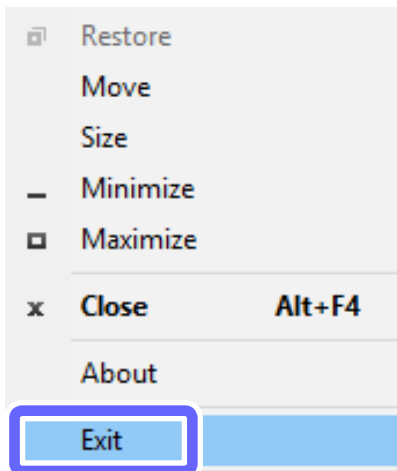 Restore
Move
Size
Minimize
Maximize
Close Alt+F4
About
Exit